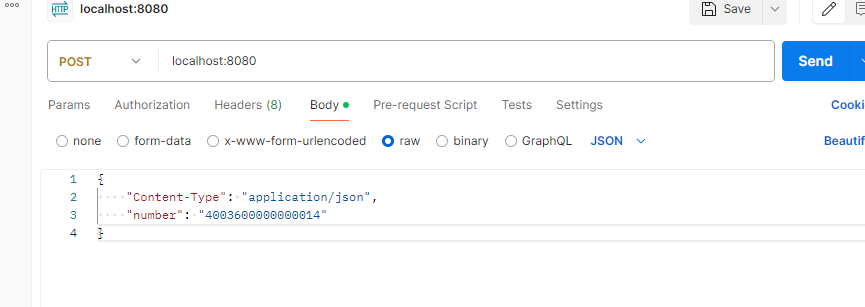 HTTP localhost:8080 Save
POST localhost:8080 Send
Params Authorization Headers (8) Body Pre-request Script Tests Settings Cooki
none form-data x-www-form-urlencoded raw binary GraphQL JSON Beautif
1 {
2 "Content-Type": "application/json",
3 "number": "4003600000000014"
4 }